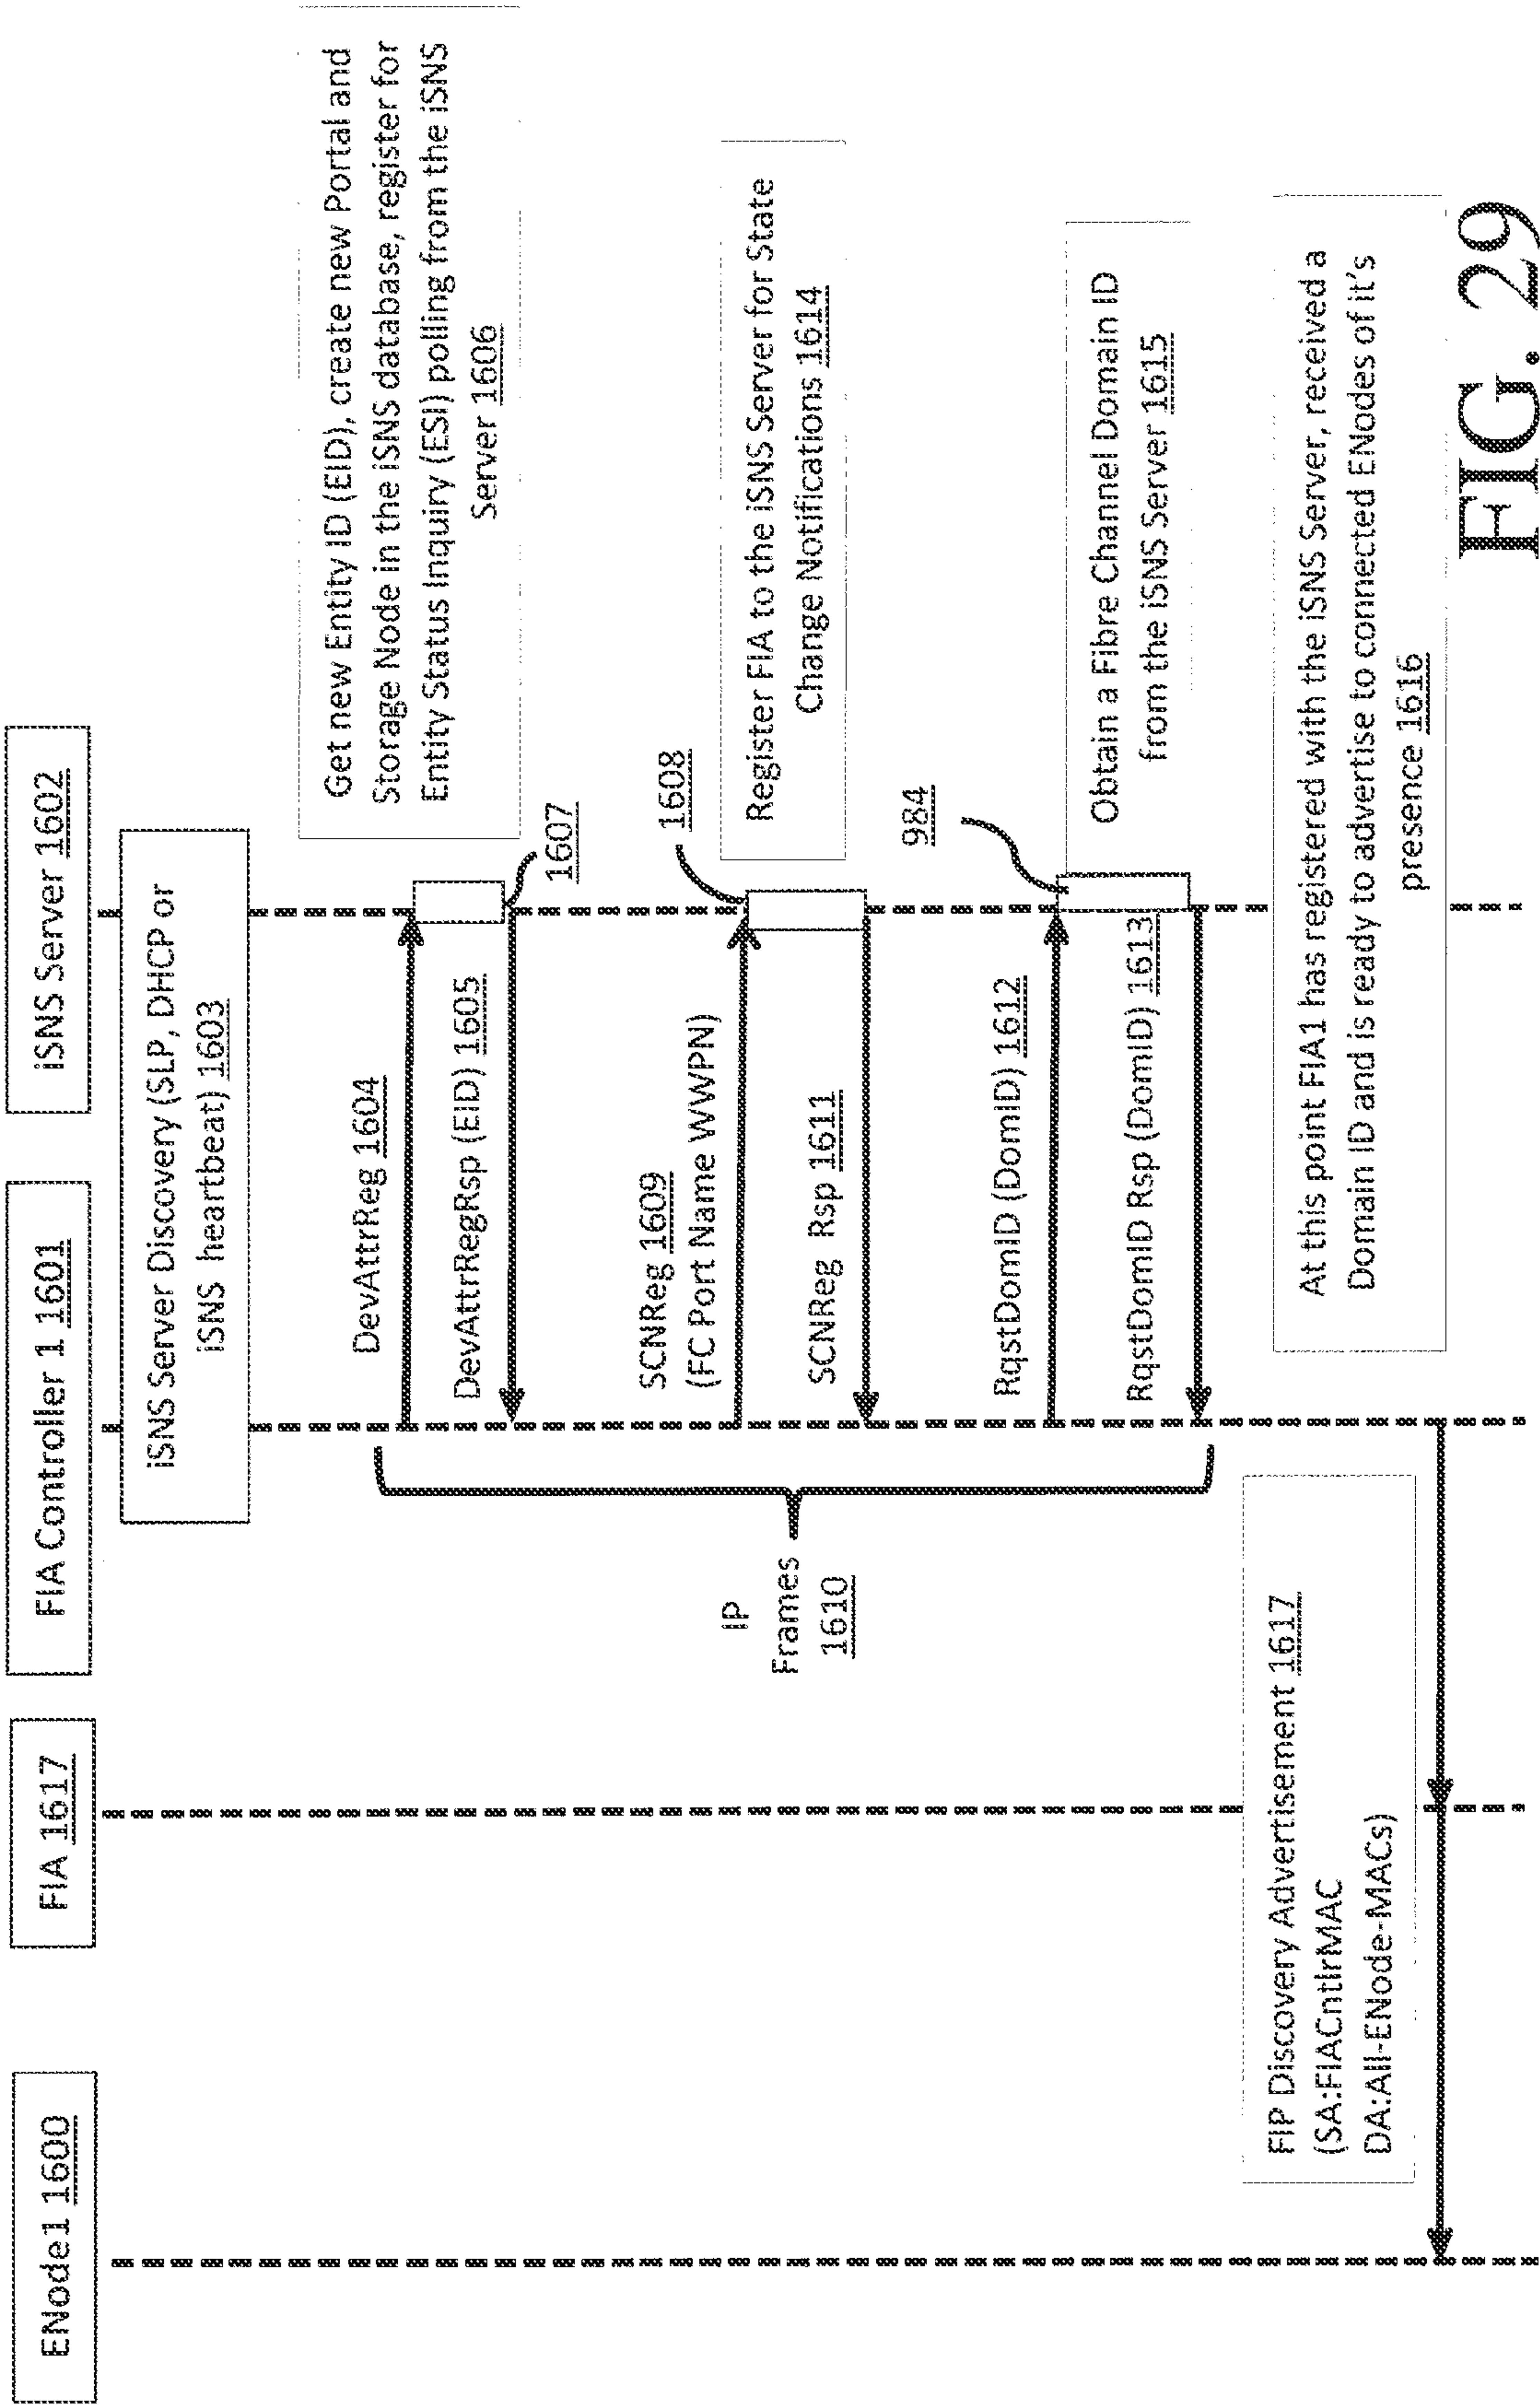 ENode1 1600
FIA 1617
FIA Controller 1 1601
iSNS Server 1602
iSNS Server Discovery (SLP, DHCP or
iSNS heartbeat) 1603
DevAttrReg 1604
DevAttrRegRsp (EID) 1605
Get new Entity ID (EID), create new Portal and
Storage Node in the iSNS database, register for
Entity Status Inquiry (ESI) polling from the iSNS
Server 1606
1607
SCNReg 1609
(FC Port Name WWPN)
1608
SCNReg Rsp 1611
Register FIA to the iSNS Server for State
Change Notifications 1614
IP
Frames
1610
984
RqstDomID (DomID) 1612
RqstDomID Rsp (DomID) 1613
Obtain a Fibre Channel Domain ID
from the iSNS Server 1615
At this point FIA1 has registered with the iSNS Server, received a
Domain ID and is ready to advertise to connected ENodes of it's
presence 1616
FIP Discovery Advertisement 1617
(SA:FIACntlrMAC
DA:All-ENode-MACs)
FIG. 29